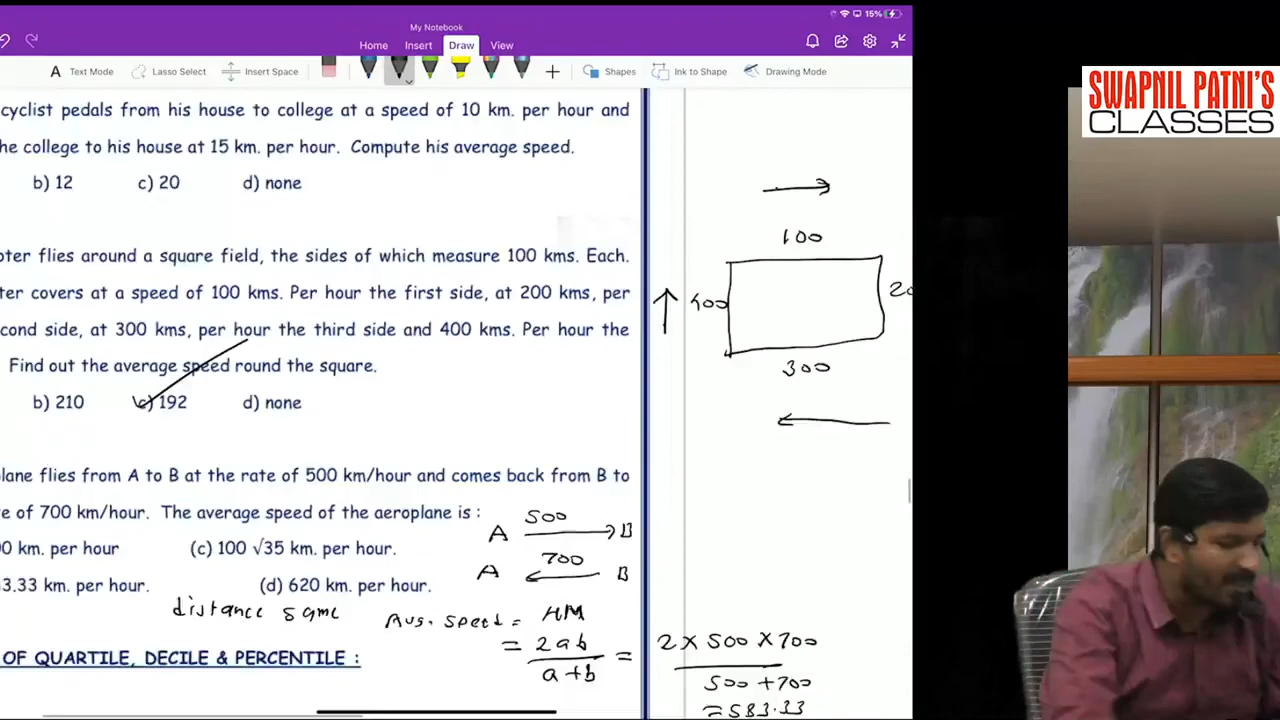 15%
My Notebook
Home Insert Draw View
Text Mode Lasso Select Insert Space Shapes Ink to Shape Drawing Mode
SWAPNIL PATNI'S
CLASSES
cyclist pedals from his house to college at a speed of 10 km. per hour and
he college to his house at 15 km. per hour. Compute his average speed.
b) 12 c) 20 d) none
pter flies around a square field, the sides of which measure 100 kms. Each.
ter covers at a speed of 100 kms. Per hour the first side, at 200 kms, per
cond side, at 300 kms, per hour the third side and 400 kms. Per hour the
Find out the average speed round the square.
b) 210 c) 192 d) none
100
400 20
300
plane flies from A to B at the rate of 500 km/hour and comes back from B to
e of 700 km/hour. The average speed of the aeroplane is :
0 km. per hour (c) 100 √35 km. per hour.
3.33 km. per hour. (d) 620 km. per hour.
A 500 B
A 700 B
distance same Avg. speed = HM
= 2ab / a+b = 2 × 500 × 700 / 500 + 700
= 583.33
OF QUARTILE, DECILE & PERCENTILE :